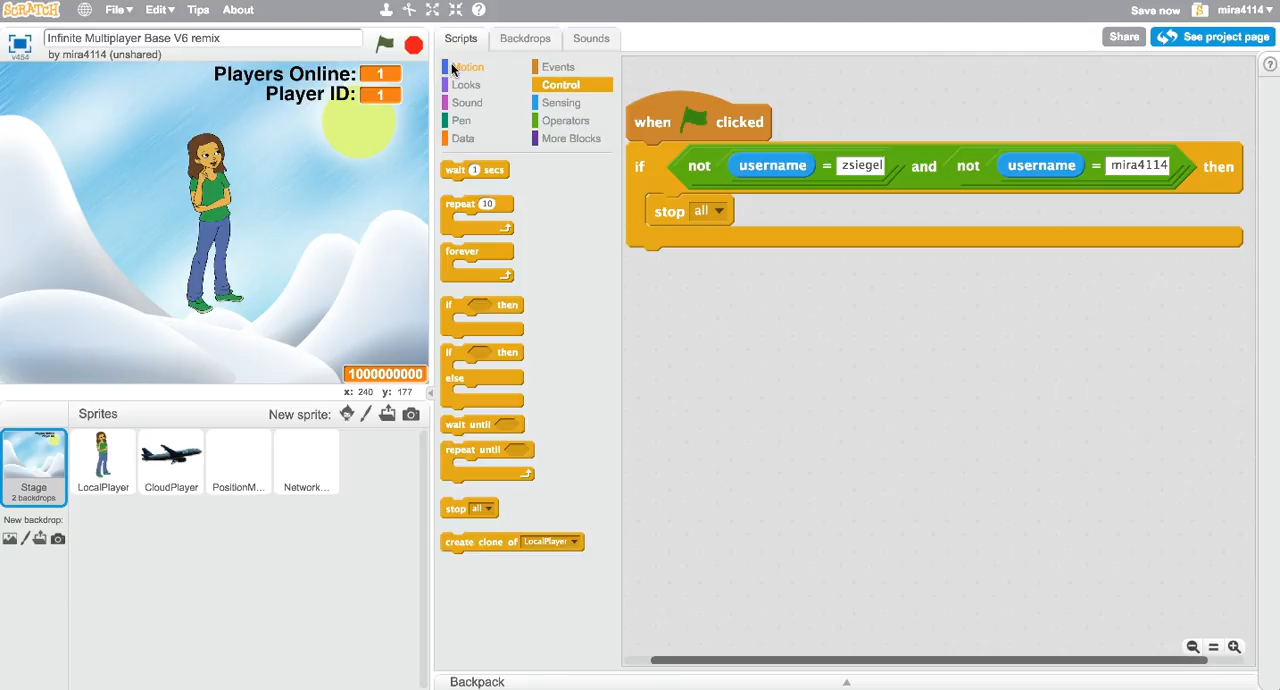 SCRATCH File▾ Edit▾ Tips About Save now S mira4114▾
v454 Infinite Multiplayer Base V6 remix
by mira4114 (unshared)
Scripts Backdrops Sounds Share See project page
Players Online: 1
Player ID: 1
1000000000
x: 240 y: 177
Sprites New sprite:
Stage
2 backdrops
New backdrop:
LocalPlayer CloudPlayer PositionM... Network...
Motion Events
Looks Control
Sound Sensing
Pen Operators
Data More Blocks
wait 1 secs
repeat 10
forever
if then
if then
else
wait until
repeat until
stop all
create clone of LocalPlayer
when clicked
if not username = zsiegel and not username = mira4114 then
stop all
Backpack